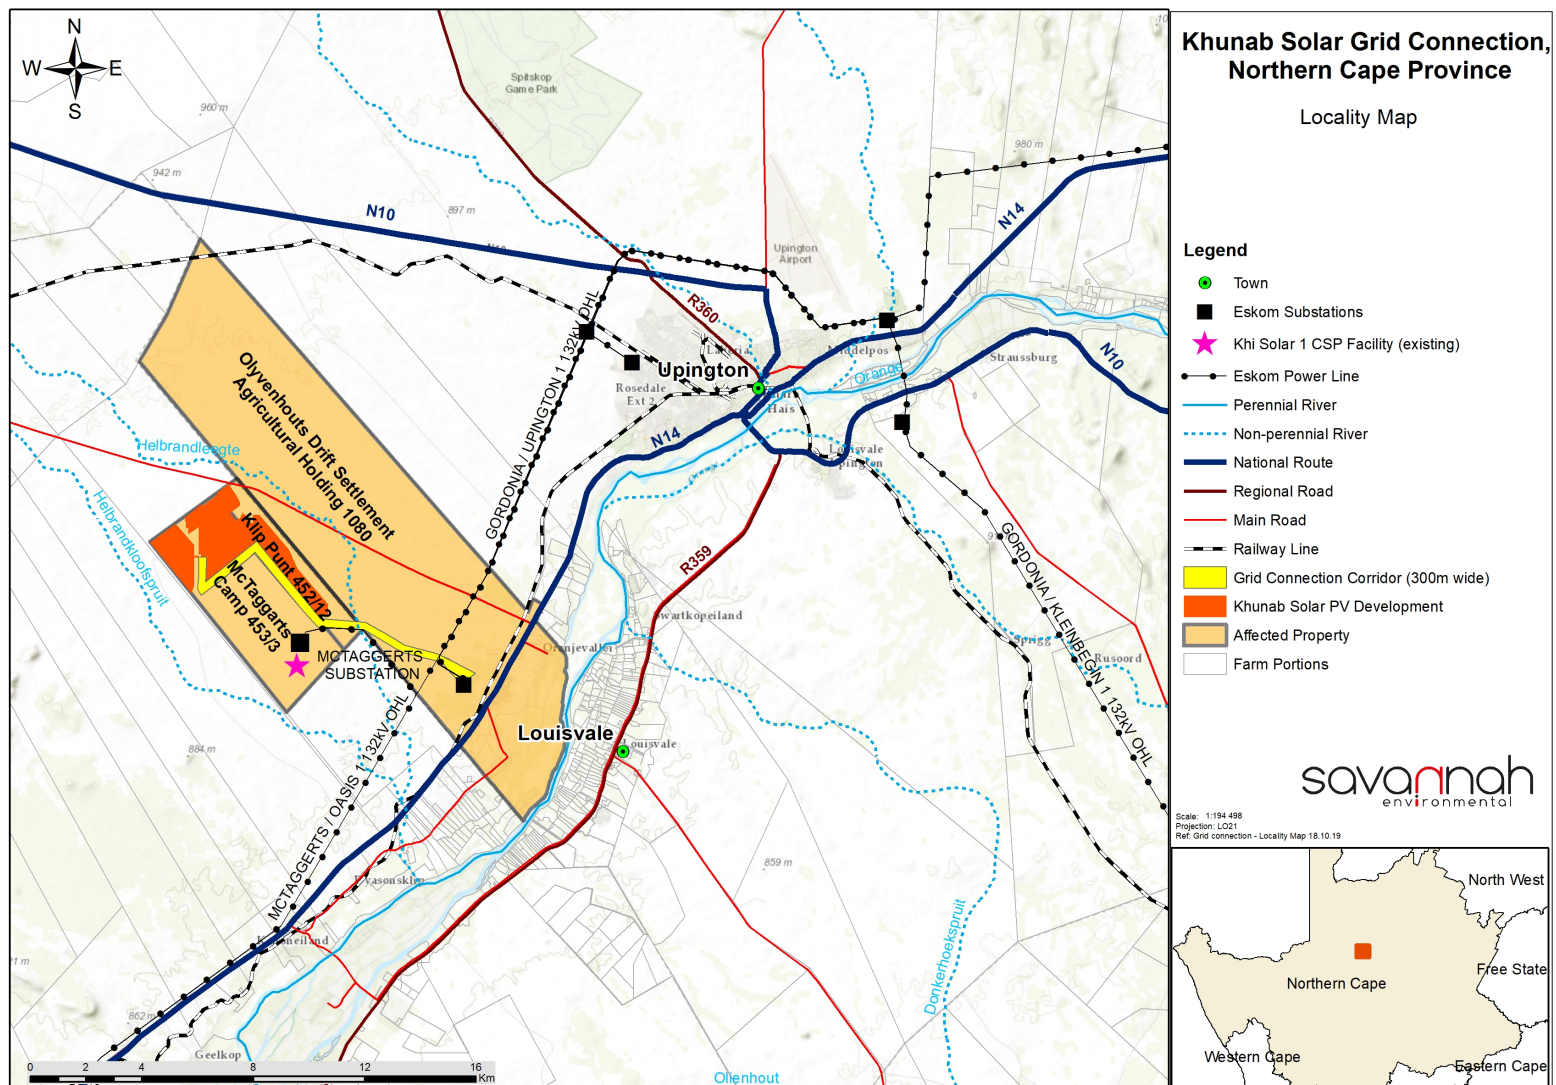 Khunab Solar Grid Connection,
Northern Cape Province
Locality Map
Legend
Town
Eskom Substations
Khi Solar 1 CSP Facility (existing)
Eskom Power Line
Perennial River
Non-perennial River
National Route
Regional Road
Main Road
Railway Line
Grid Connection Corridor (300m wide)
Khunab Solar PV Development
Affected Property
Farm Portions
savannah
environmental
Scale: 1:194 498
Projection: LO21
Ref: Grid connection - Locality Map 18.10.19
North West
Free State
Northern Cape
Western Cape
Eastern Cape
N
W
E
S
Spitskop
Game Park
960 m
942 m
897 m
980 m
N10
N14
Upington
Airport
R360
Upington
Rosedale
Ext 2
Middelpos
Orange
Straussburg
N10
Hais
N14
Louisvale
Upington
GORDONIA / UPINGTON 1 132kV OHL
Olyvenhouts Drift Settlement
Agricultural Holding 1080
Helbrandleegte
Helbrandkloofspruit
Klip Punt 452/12
McTaggarts
Camp 453/3
MCTAGGERTS
SUBSTATION
R359
GORDONIA / KLEINBEGIN 1 132kV OHL
Swartkopeiland
Oranjevallei
Sprigg
Rusoord
Louisvale
Louisvale
884 m
MCTAGGERTS / OASIS 1 132kV OHL
859 m
Donkerhoekspruit
862 m
Geelkop
Olienhout
0 2 4 8 12 16
Km